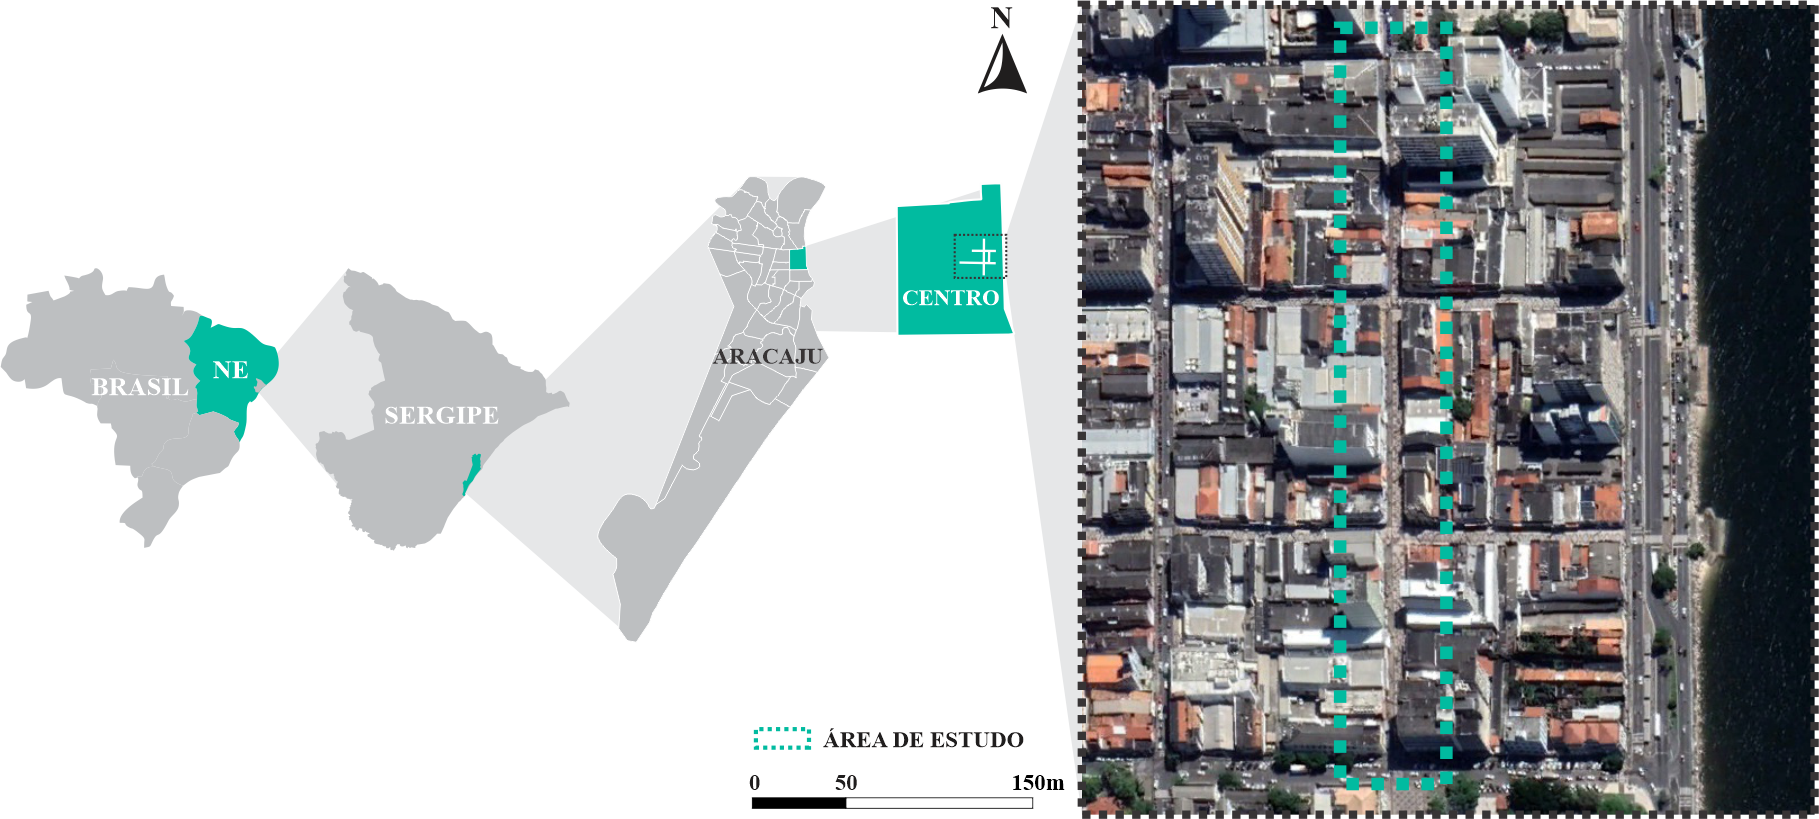 N
CENTRO
ARACAJU
NE
BRASIL
SERGIPE
ÁREA DE ESTUDO
0 50 150m